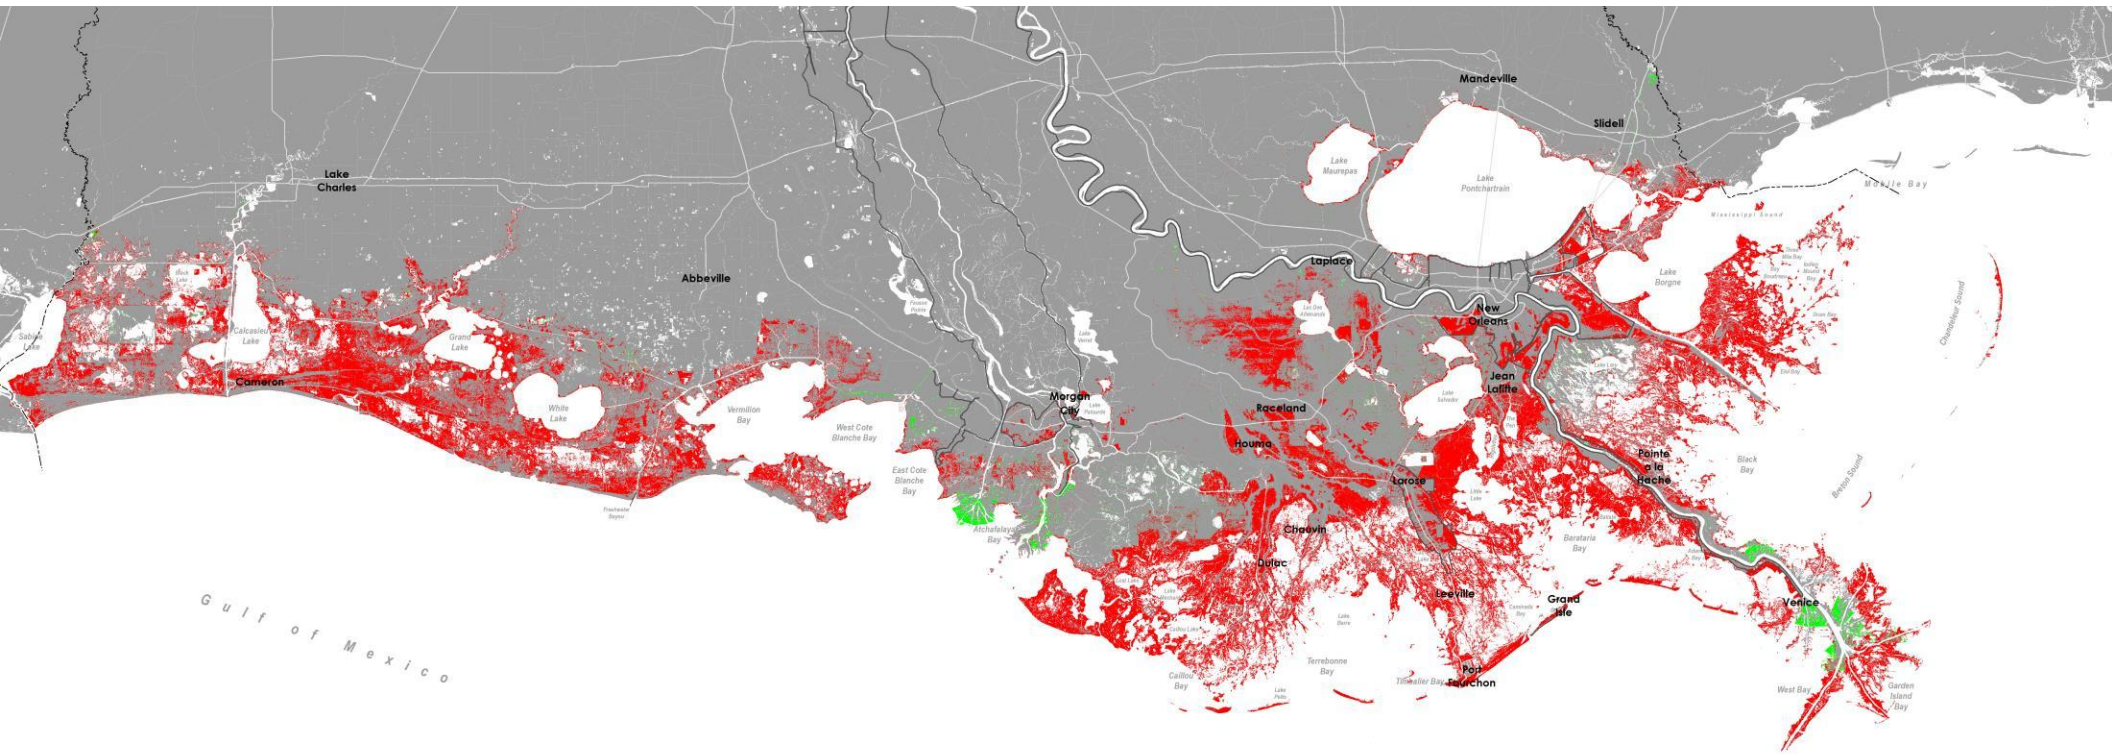 Mandeville
Slidell
Lake
Maurepas
Lake
Pontchartrain
Lake
Charles
Mobile Bay
Mississippi Sound
Laplace
Abbeville
Lake
Borgne
New
Orleans
Chandeleur Sound
Sabine
Lake
Calcasieu
Lake
Grand
Lake
Cameron
White
Lake
Vermilion
Bay
West Cote
Blanche Bay
Morgan
City
Jean
Lafitte
Lake
Salvador
Raceland
Houma
East Cote
Blanche
Bay
Larose
Pointe
a la
Hache
Black
Bay
Breton Sound
Atchafalaya
Bay
Chauvin
Dulac
Barataria
Bay
Leeville
Grand
Isle
Venice
Gulf of Mexico
Caillou
Bay
Terrebonne
Bay
Timbalier Bay
Port
Fourchon
West Bay
Garden
Island
Bay